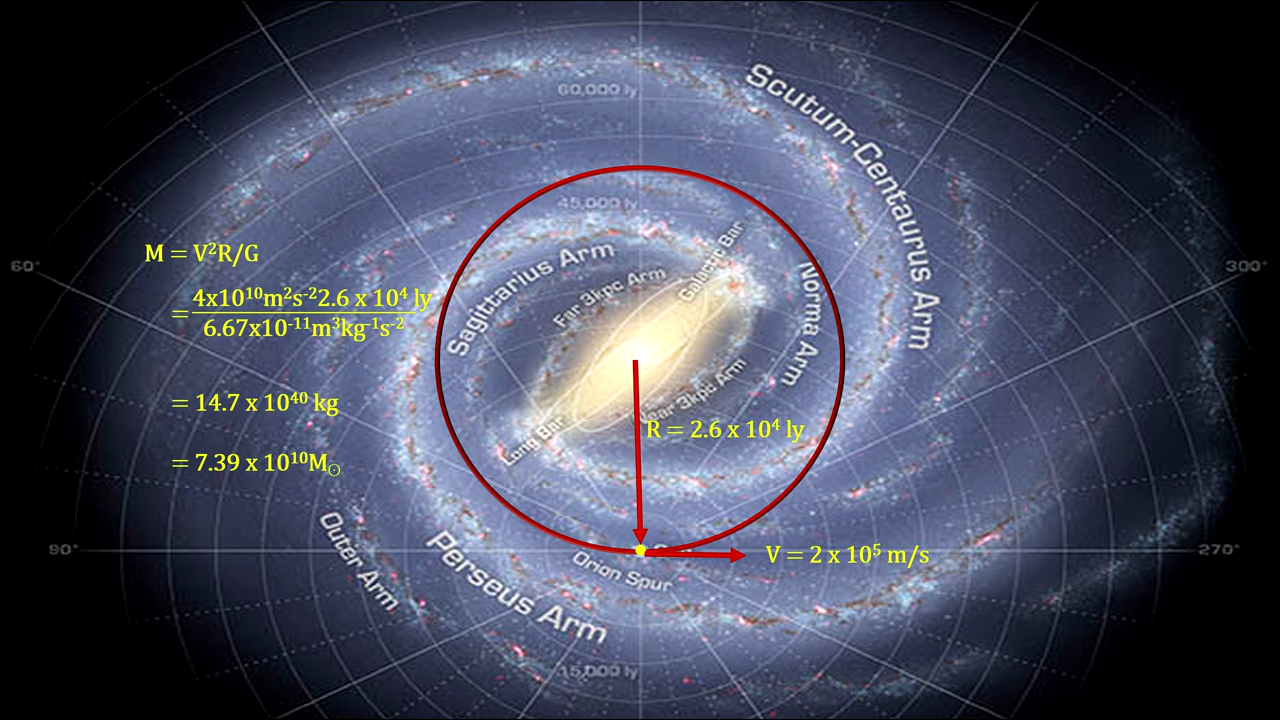 Scutum-Centaurus Arm
60,000 ly
45,000 ly
Galactic Bar
M = V²R/G
Sagittarius Arm
Far 3kpc Arm
Norma Arm
60°
300°
4x10¹⁰m²s⁻²2.6 x 10⁴ ly
=
6.67x10⁻¹¹m³kg⁻¹s⁻²
Near 3kpc Arm
= 14.7 x 10⁴⁰ kg
R = 2.6 x 10⁴ ly
Long Bar
= 7.39 x 10¹⁰M☉
Outer Arm
Perseus Arm
90°
270°
V = 2 x 10⁵ m/s
Orion Spur
15,000 ly